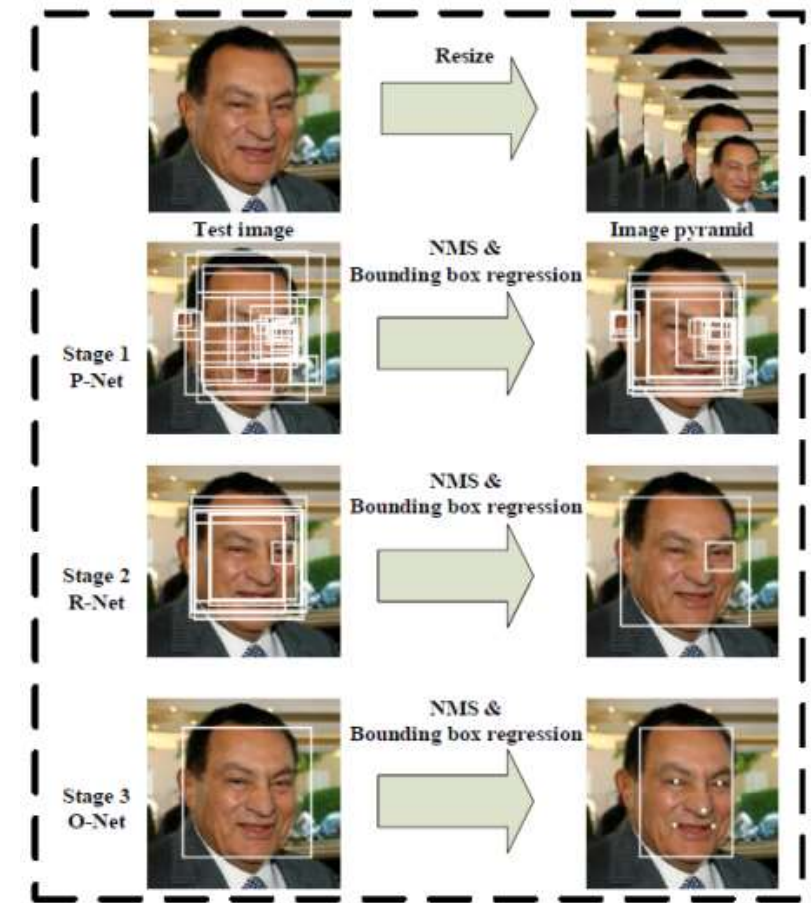 Resize
Test image
Image pyramid
NMS &
Bounding box regression
Stage 1
P-Net
NMS &
Bounding box regression
Stage 2
R-Net
NMS &
Bounding box regression
Stage 3
O-Net